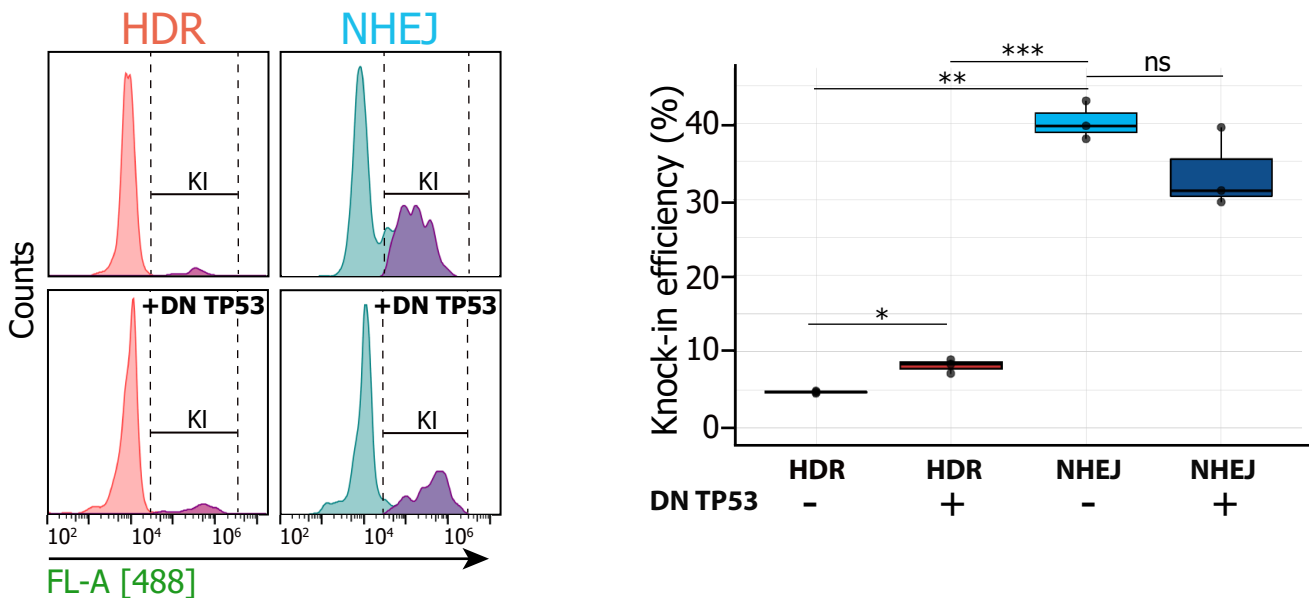 HDR
NHEJ
KI
KI
Counts
+DN TP53
+DN TP53
KI
KI
10²
10⁴
10⁶
10²
10⁴
10⁶
FL-A [488]
Knock-in efficiency (%)
***
**
ns
*
40
30
20
10
0
HDR
HDR
NHEJ
NHEJ
DN TP53
-
+
-
+